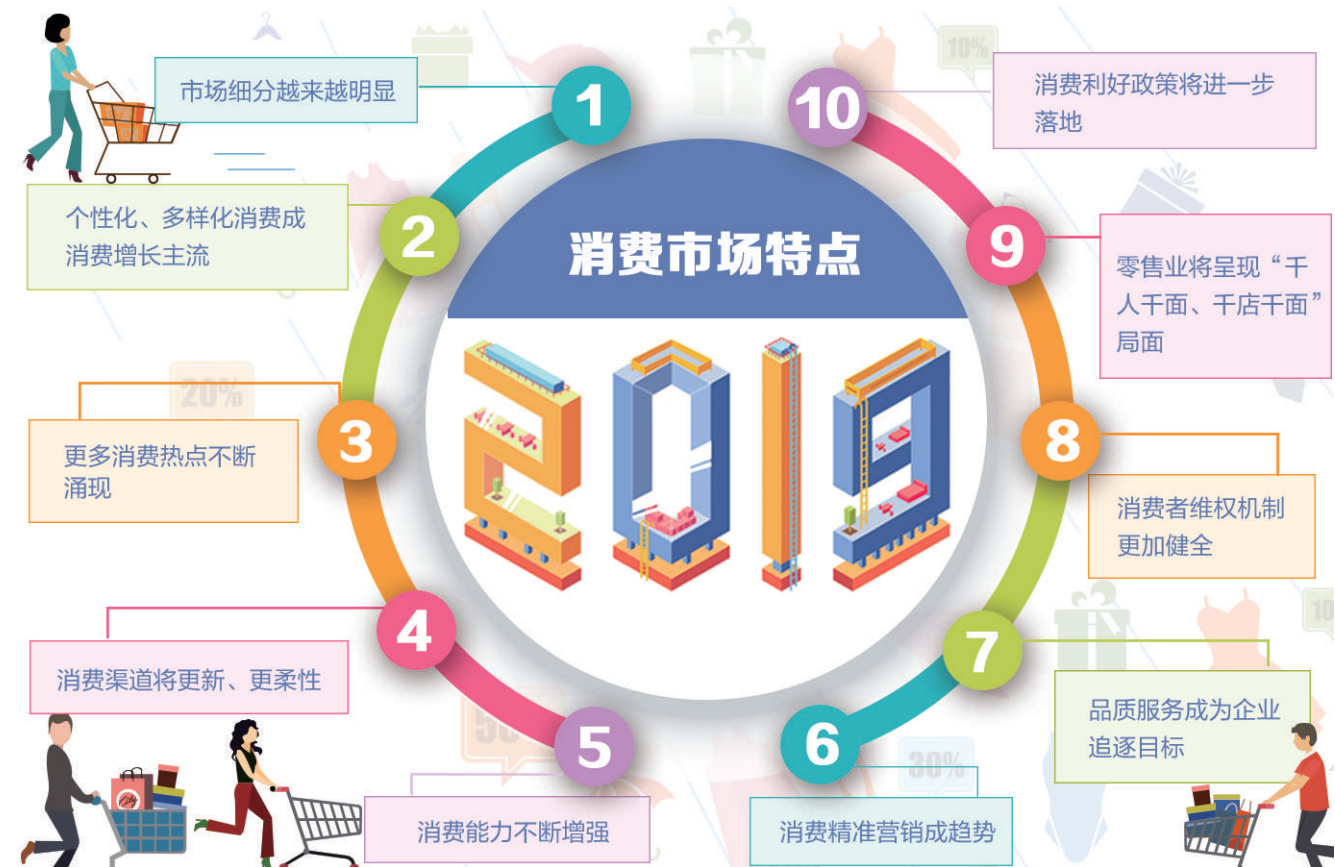 消费市场特点
2019
1
市场细分越来越明显
2
个性化、多样化消费成
消费增长主流
3
更多消费热点不断
涌现
4
消费渠道将更新、更柔性
5
消费能力不断增强
6
消费精准营销成趋势
7
品质服务成为企业
追逐目标
8
消费者维权机制
更加健全
9
零售业将呈现“千
人千面、千店千面”
局面
10
消费利好政策将进一步
落地
10%
20%
30%